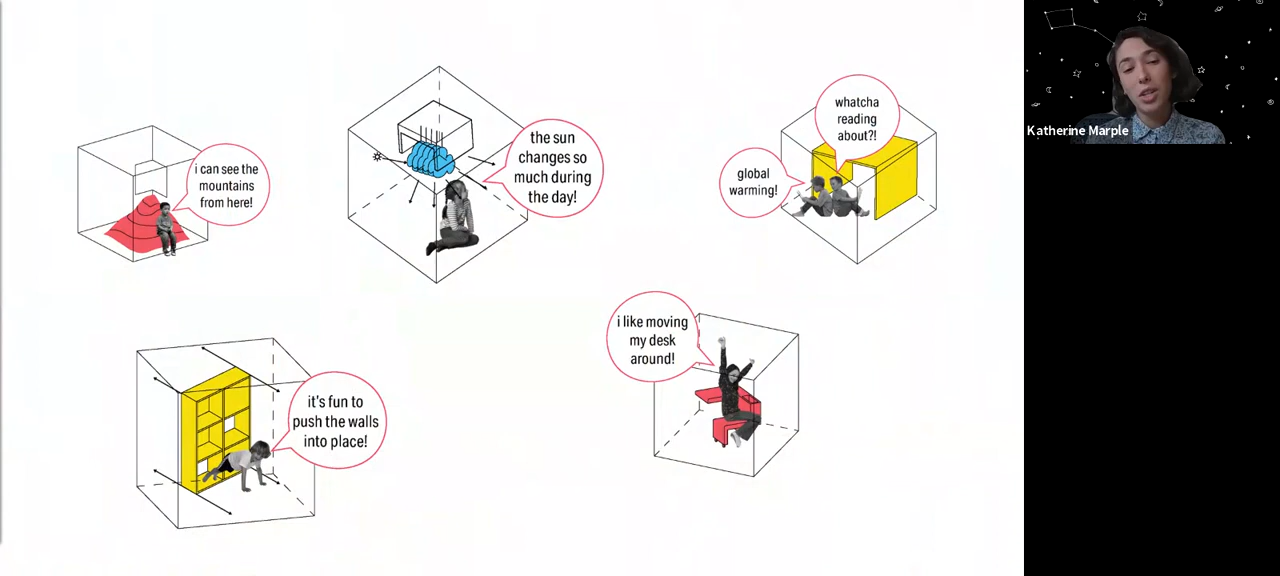 i can see the
mountains
from here!
the sun
changes so
much during
the day!
whatcha
reading
about?!
global
warming!
it's fun to
push the walls
into place!
i like moving
my desk
around!
Katherine Marple